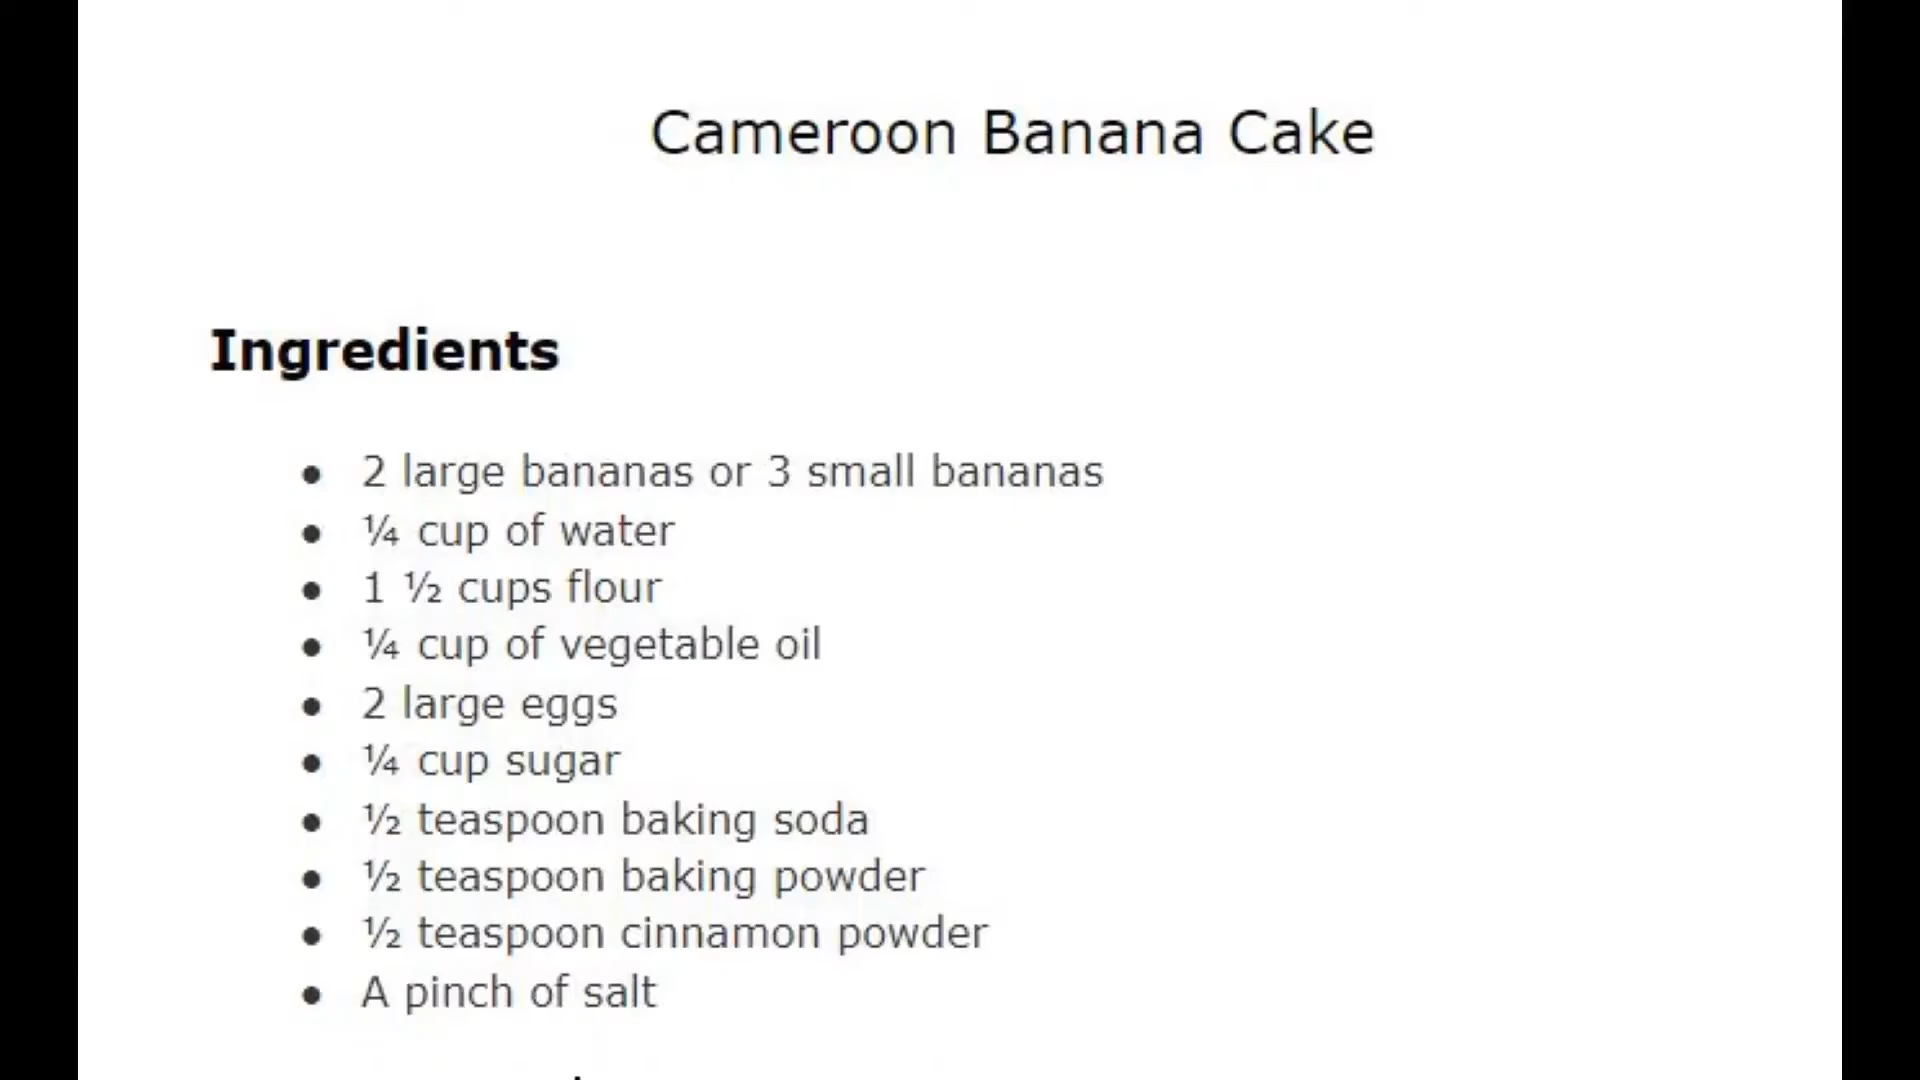 Cameroon Banana Cake
Ingredients
● 2 large bananas or 3 small bananas
● ¼ cup of water
● 1 ½ cups flour
● ¼ cup of vegetable oil
● 2 large eggs
● ¼ cup sugar
● ½ teaspoon baking soda
● ½ teaspoon baking powder
● ½ teaspoon cinnamon powder
● A pinch of salt